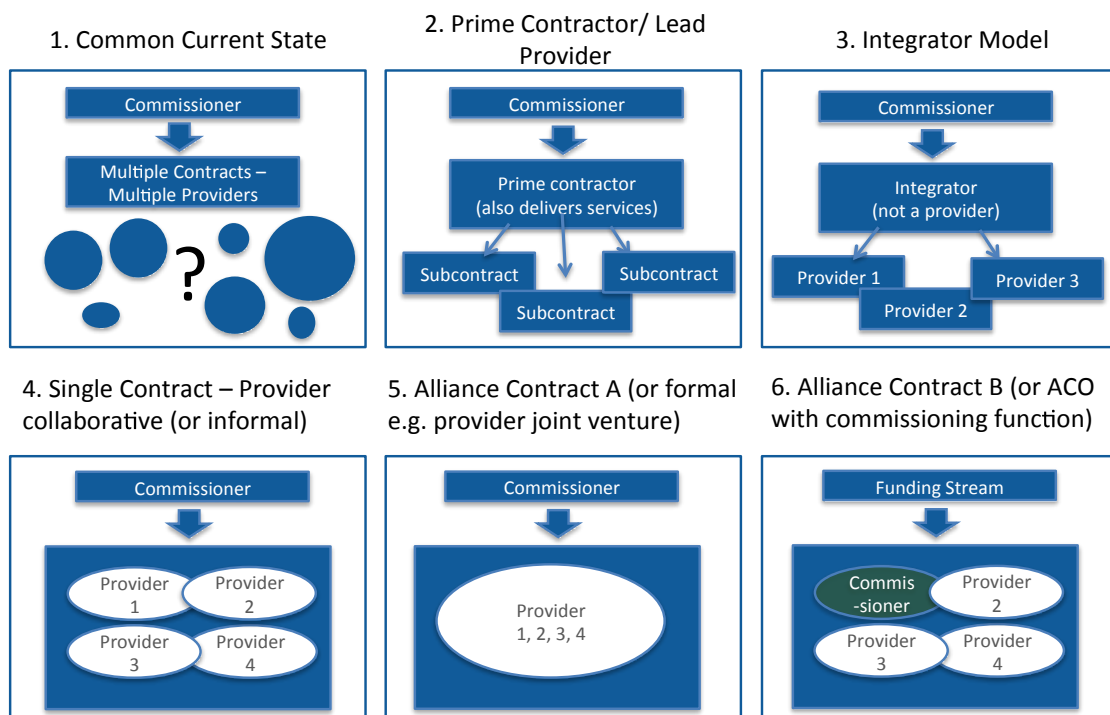 1. Common Current State
Commissioner
Multiple Contracts –
Multiple Providers
?
2. Prime Contractor/ Lead
Provider
Commissioner
Prime contractor
(also delivers services)
Subcontract
Subcontract
Subcontract
3. Integrator Model
Commissioner
Integrator
(not a provider)
Provider 1
Provider 2
Provider 3
4. Single Contract – Provider
collaborative (or informal)
Commissioner
Provider
1
Provider
2
Provider
3
Provider
4
5. Alliance Contract A (or formal
e.g. provider joint venture)
Commissioner
Provider
1, 2, 3, 4
6. Alliance Contract B (or ACO
with commissioning function)
Funding Stream
Commis
-sioner
Provider
2
Provider
3
Provider
4